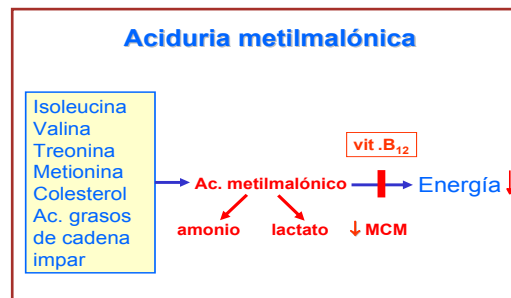 Aciduria metilmalónica
Isoleucina
Valina
Treonina
Metionina
Colesterol
Ac. grasos
de cadena
impar
vit .B₁₂
Ac. metilmalónico
Energía ↓
amonio lactato ↓ MCM